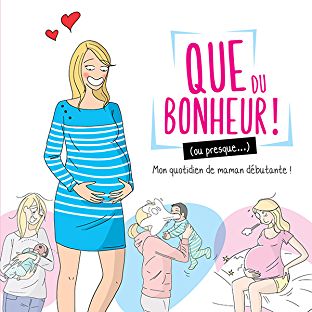 QUE DU
BONHEUR !
(ou presque...)
Mon quotidien de maman débutante !